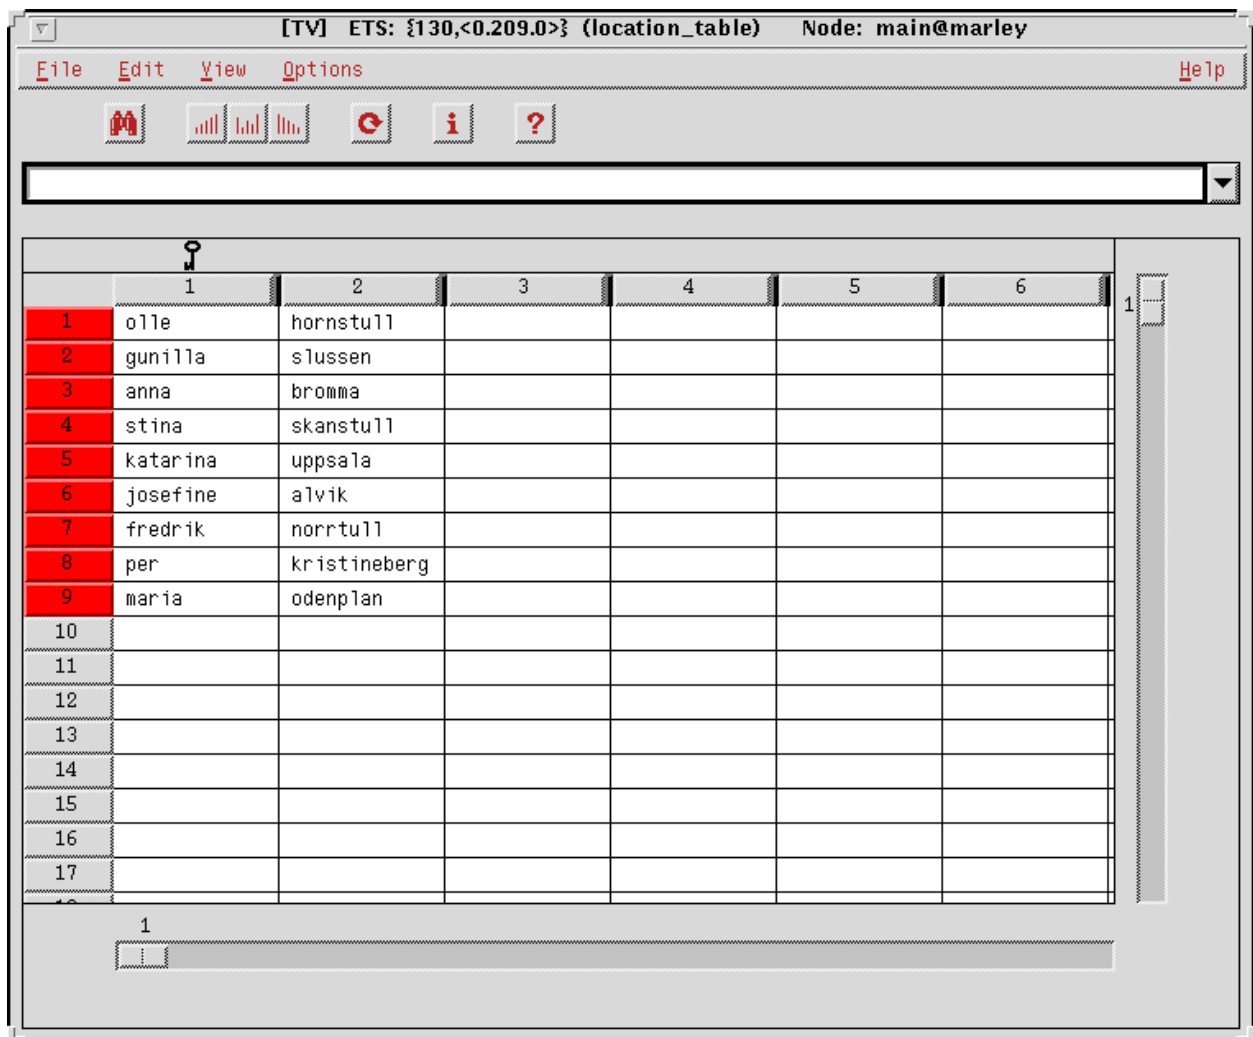 [TV] ETS: {130,<0.209.0>} (location_table) Node: main@marley
File Edit View Options Help
i ?
1 2 3 4 5 6
1
1 olle hornstull
2 gunilla slussen
3 anna bromma
4 stina skanstull
5 katarina uppsala
6 josefine alvik
7 fredrik norrtull
8 per kristineberg
9 maria odenplan
10
11
12
13
14
15
16
17
1